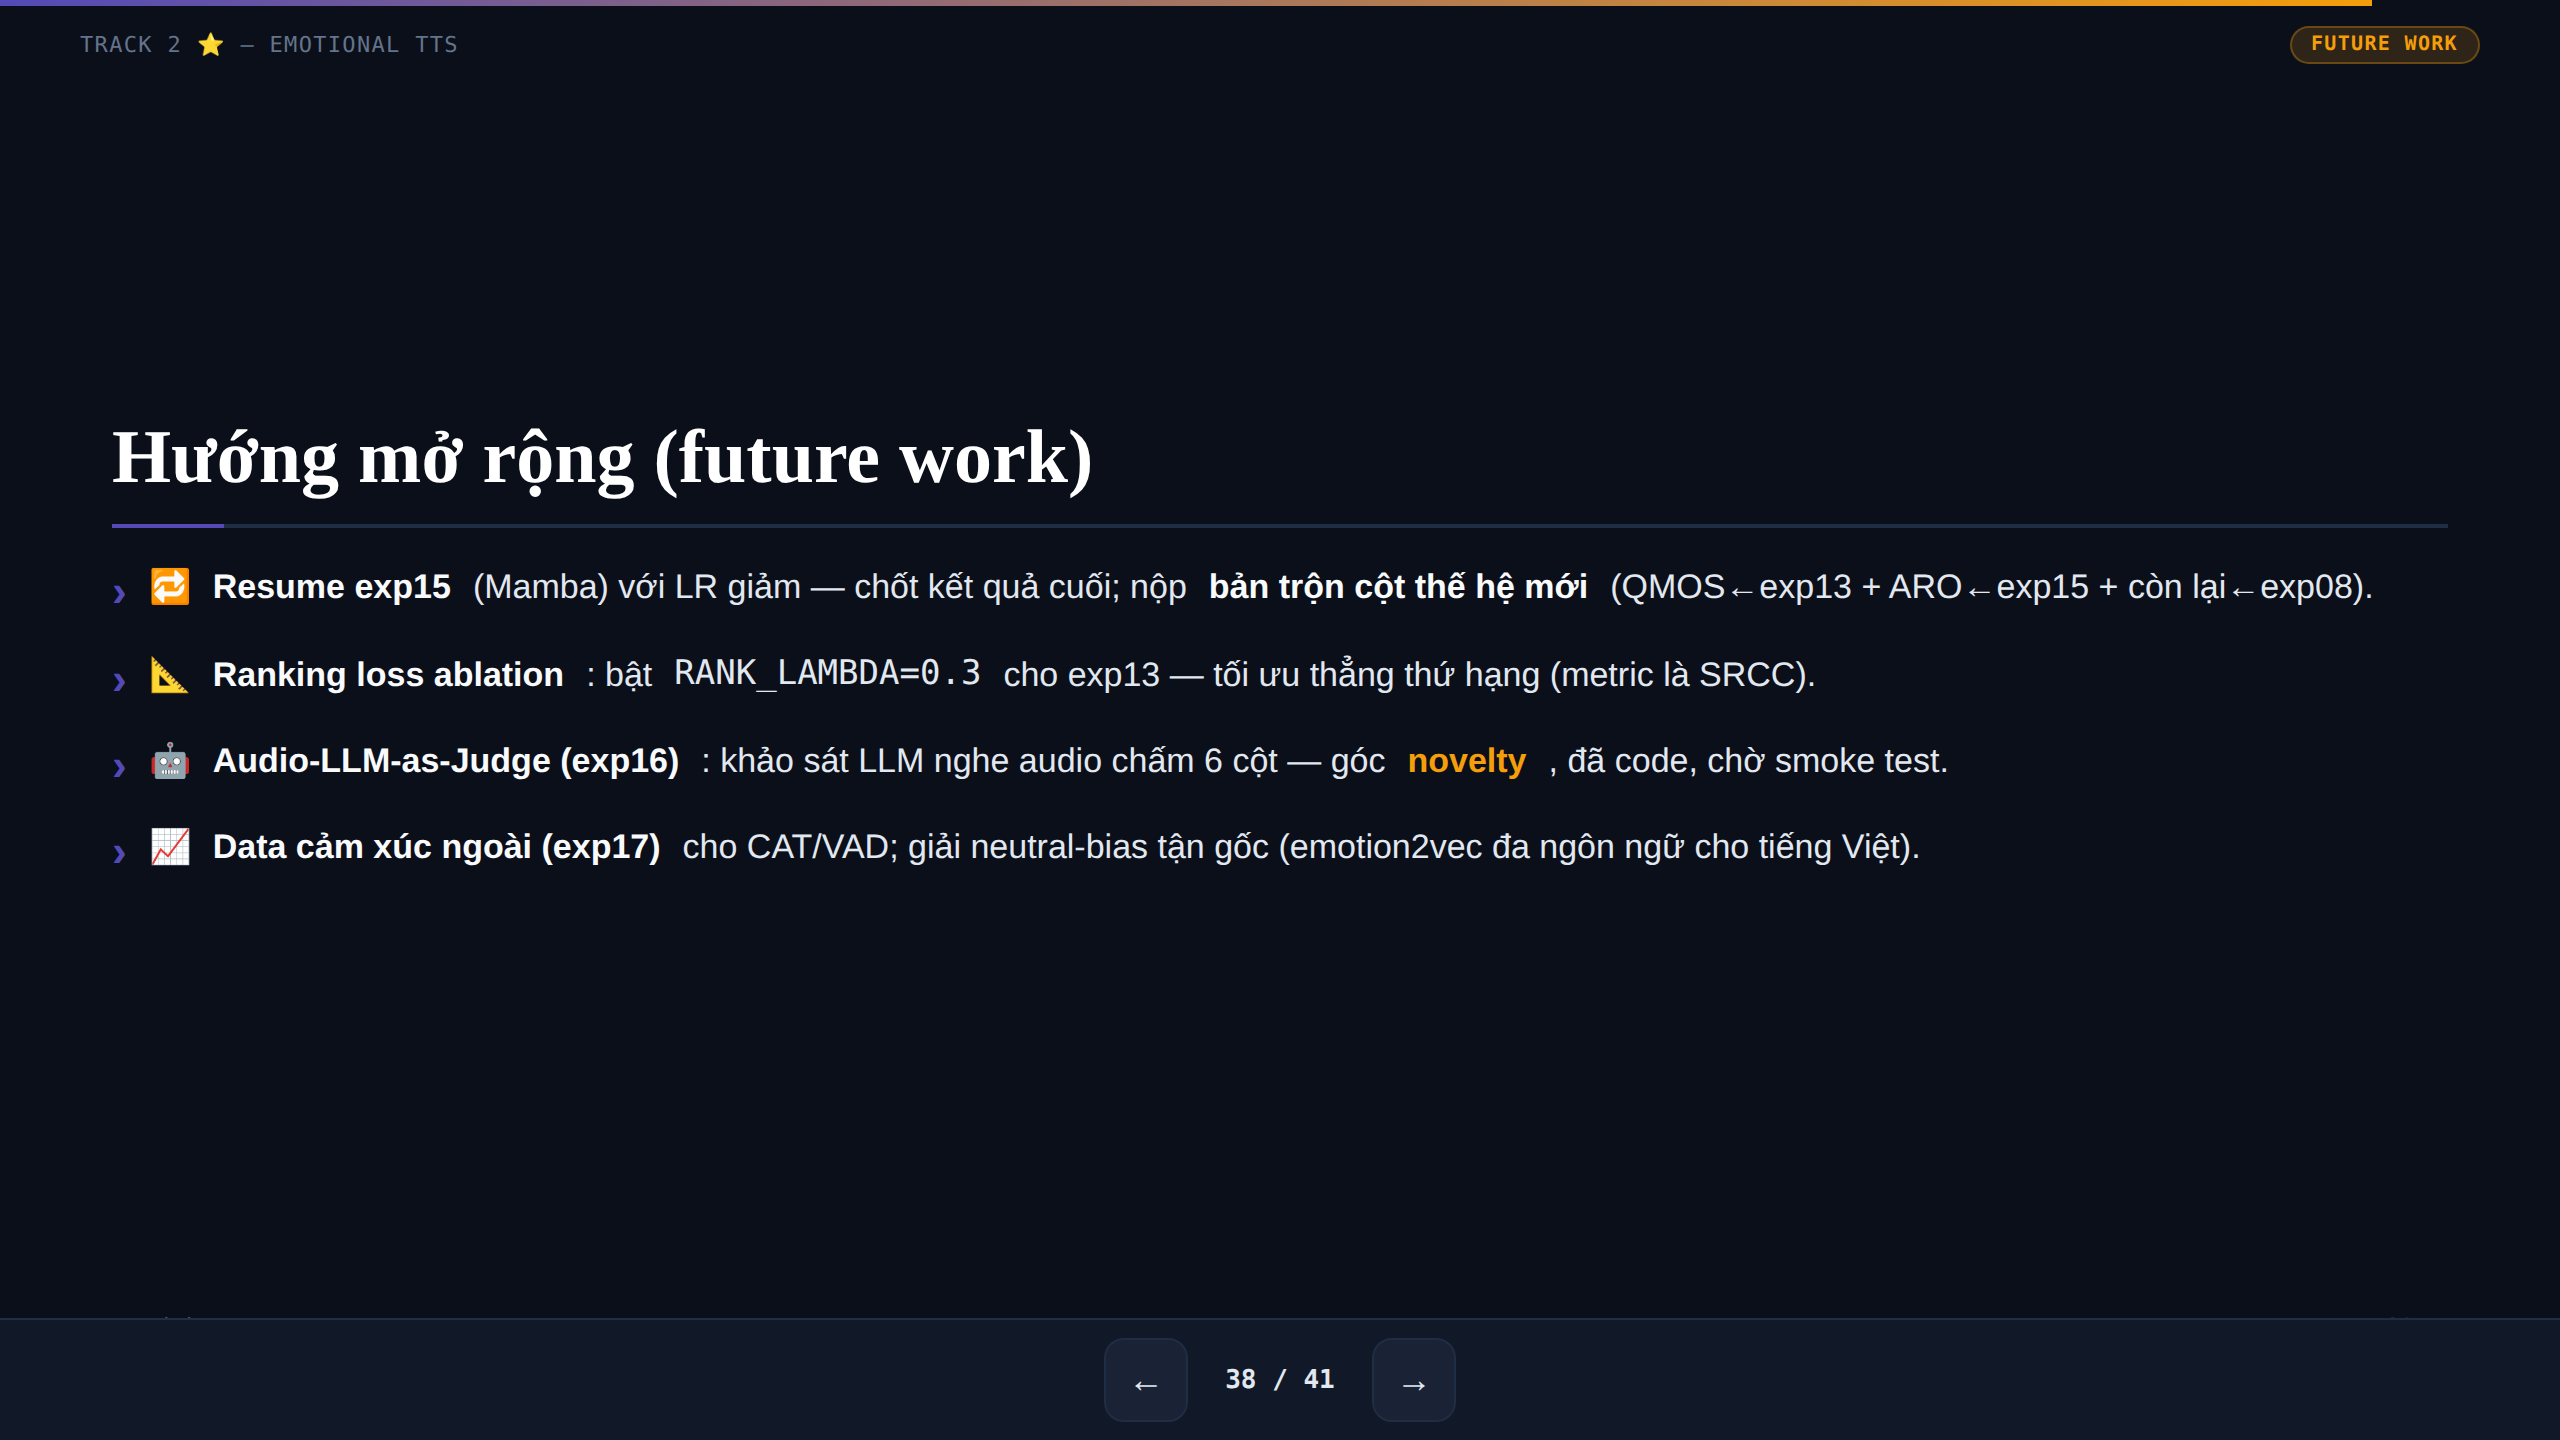 TRACK 2 ⭐ — EMOTIONAL TTS
FUTURE WORK
Hướng mở rộng (future work)
› 🔁 Resume exp15 (Mamba) với LR giảm — chốt kết quả cuối; nộp bản trộn cột thế hệ mới (QMOS←exp13 + ARO←exp15 + còn lại←exp08).
› 📐 Ranking loss ablation : bật RANK_LAMBDA=0.3 cho exp13 — tối ưu thẳng thứ hạng (metric là SRCC).
› 🤖 Audio-LLM-as-Judge (exp16) : khảo sát LLM nghe audio chấm 6 cột — góc novelty , đã code, chờ smoke test.
› 📈 Data cảm xúc ngoài (exp17) cho CAT/VAD; giải neutral-bias tận gốc (emotion2vec đa ngôn ngữ cho tiếng Việt).
← 38 / 41 →